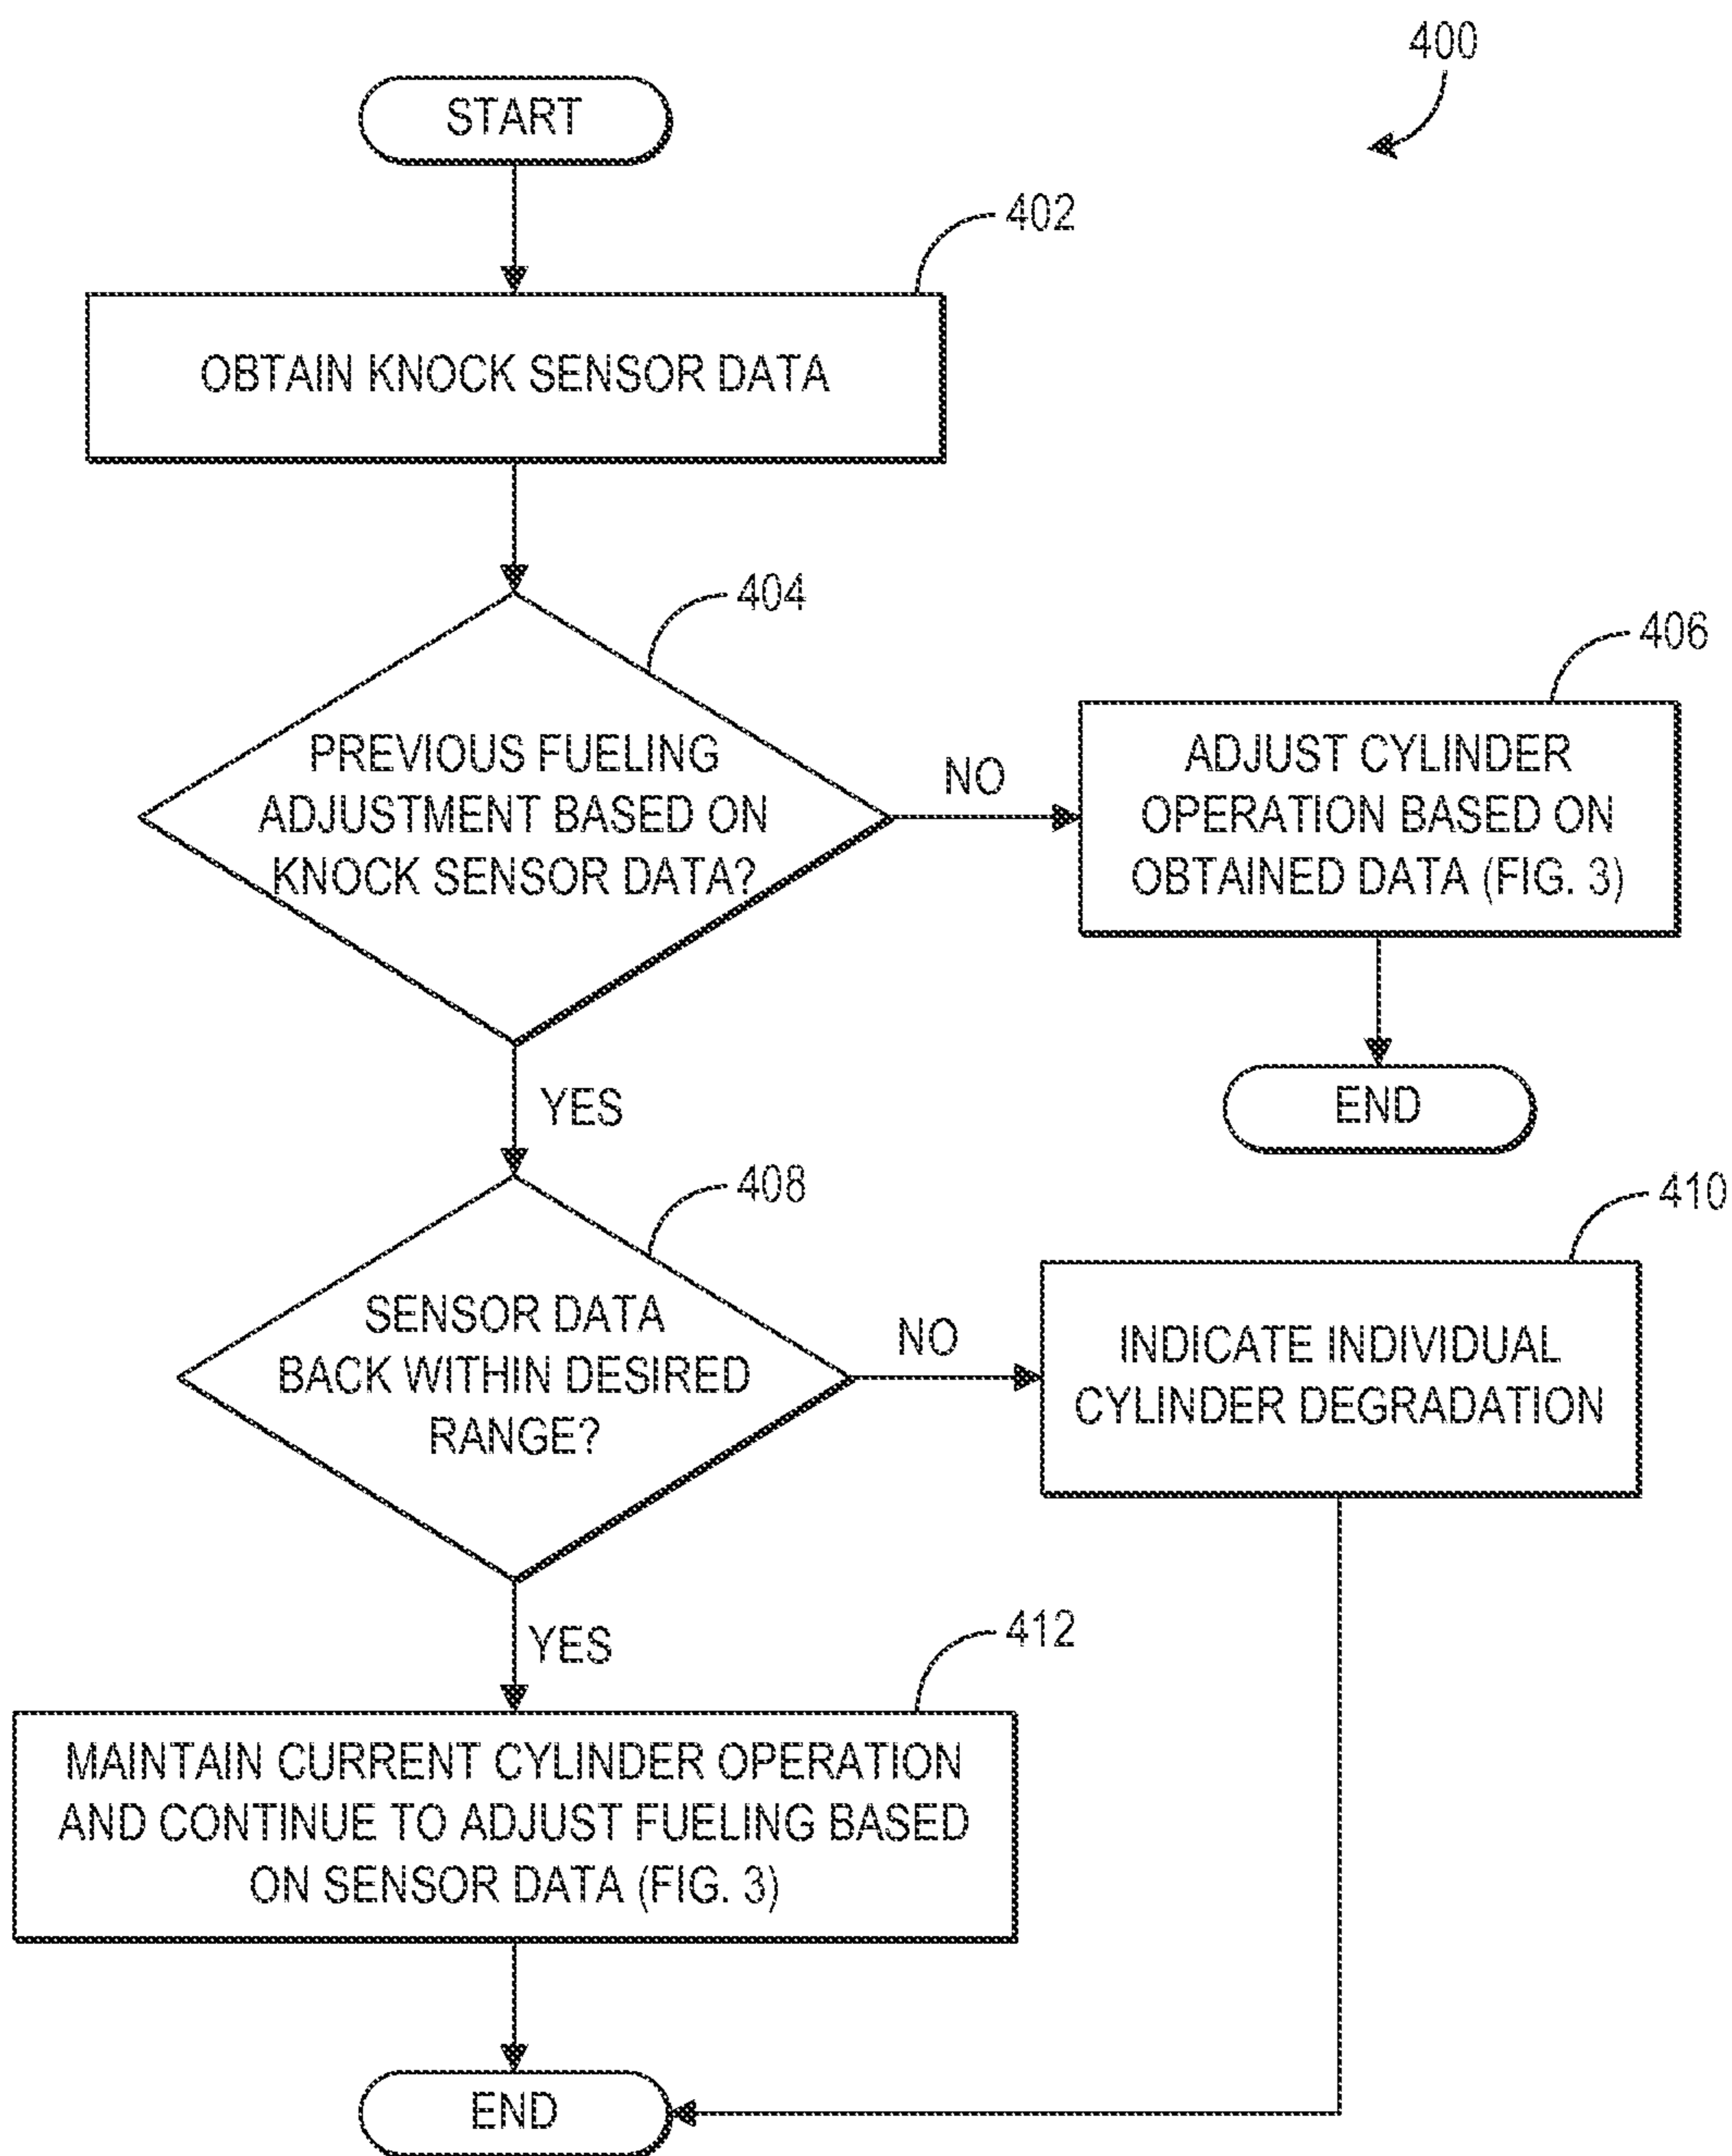 400
START
402
OBTAIN KNOCK SENSOR DATA
404
PREVIOUS FUELING
ADJUSTMENT BASED ON
KNOCK SENSOR DATA?
NO
406
ADJUST CYLINDER
OPERATION BASED ON
OBTAINED DATA (FIG. 3)
END
YES
408
SENSOR DATA
BACK WITHIN DESIRED
RANGE?
NO
410
INDICATE INDIVIDUAL
CYLINDER DEGRADATION
YES
412
MAINTAIN CURRENT CYLINDER OPERATION
AND CONTINUE TO ADJUST FUELING BASED
ON SENSOR DATA (FIG. 3)
END